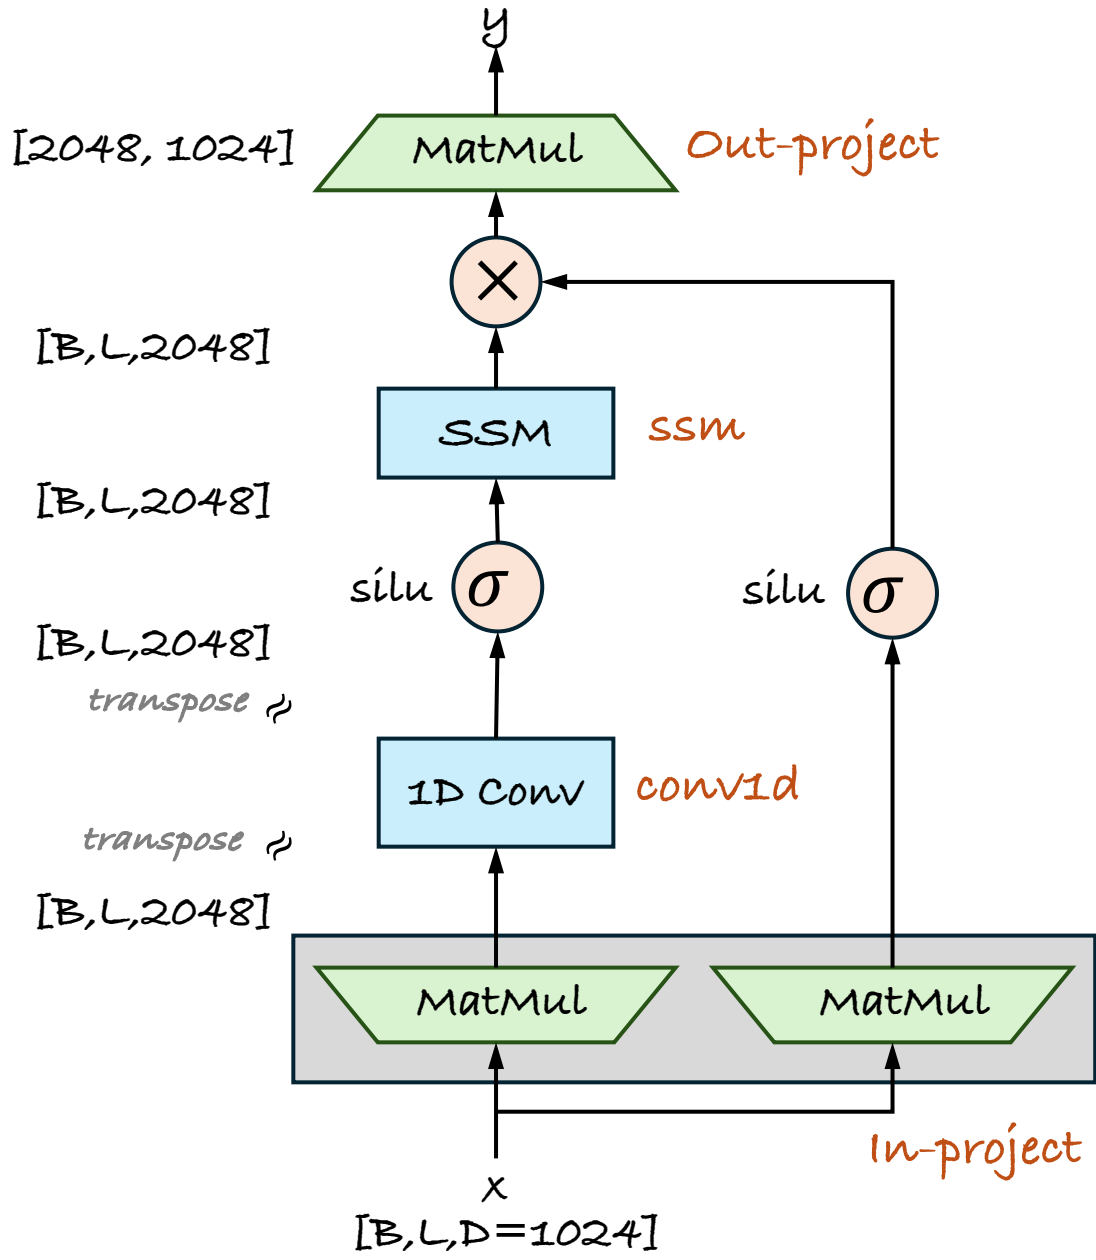 y
[2048, 1024]
MatMul
Out-project
×
[B,L,2048]
SSM
ssm
[B,L,2048]
silu
σ
silu
σ
[B,L,2048]
transpose
1D Conv
conv1d
transpose
[B,L,2048]
MatMul
MatMul
In-project
x
[B,L,D=1024]